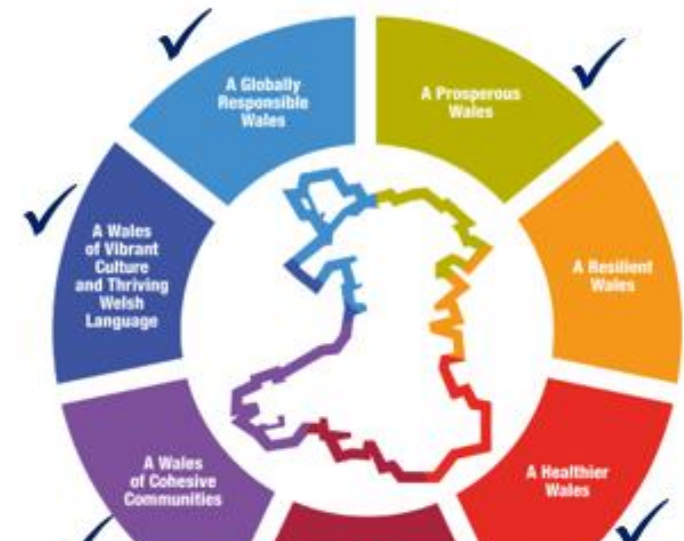 A Globally
Responsible
Wales
A Prosperous
Wales
A Resilient
Wales
A Healthier
Wales
A Wales
of Cohesive
Communities
A Wales
of Vibrant
Culture
and Thriving
Welsh
Language